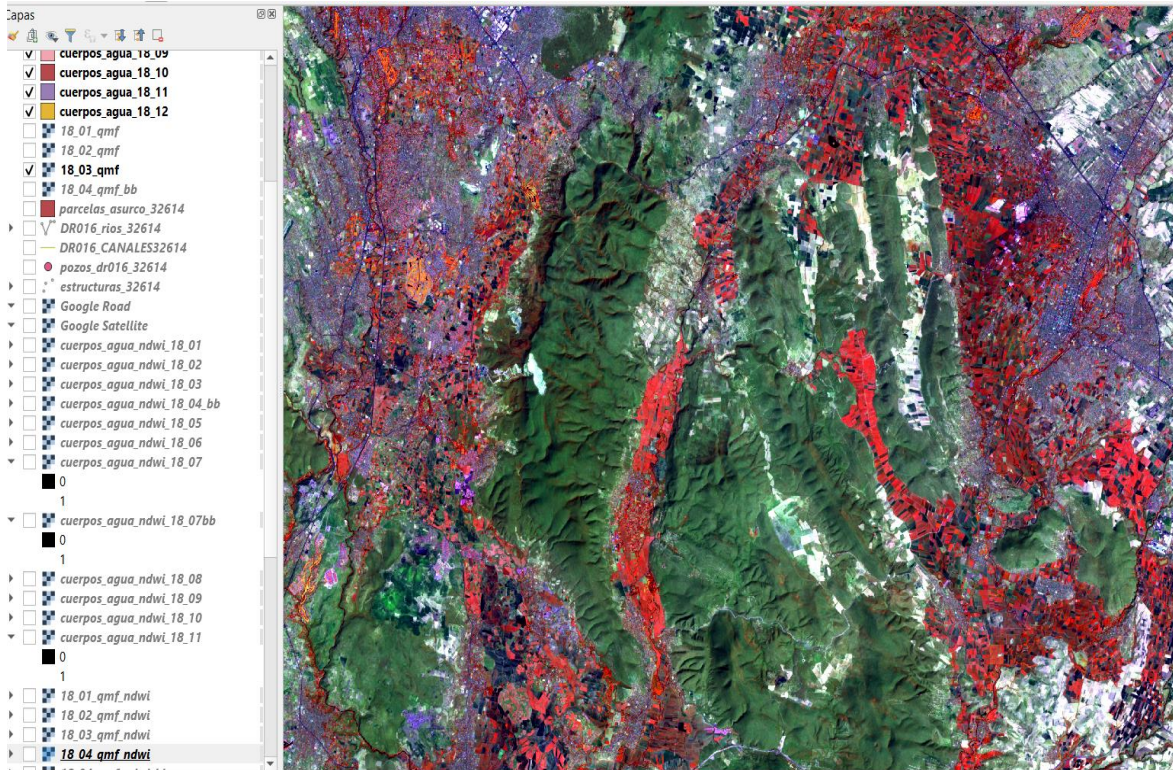 Capas
cuerpos_agua_18_09
cuerpos_agua_18_10
cuerpos_agua_18_11
cuerpos_agua_18_12
18_01_qmf
18_02_qmf
18_03_qmf
18_04_qmf_bb
parcelas_asurco_32614
DR016_rios_32614
DR016_CANALES32614
pozos_dr016_32614
estructuras_32614
Google Road
Google Satellite
cuerpos_agua_ndwi_18_01
cuerpos_agua_ndwi_18_02
cuerpos_agua_ndwi_18_03
cuerpos_agua_ndwi_18_04_bb
cuerpos_agua_ndwi_18_05
cuerpos_agua_ndwi_18_06
cuerpos_agua_ndwi_18_07
0
1
cuerpos_agua_ndwi_18_07bb
0
1
cuerpos_agua_ndwi_18_08
cuerpos_agua_ndwi_18_09
cuerpos_agua_ndwi_18_10
cuerpos_agua_ndwi_18_11
0
1
18_01_qmf_ndwi
18_02_qmf_ndwi
18_03_qmf_ndwi
18_04_qmf_ndwi